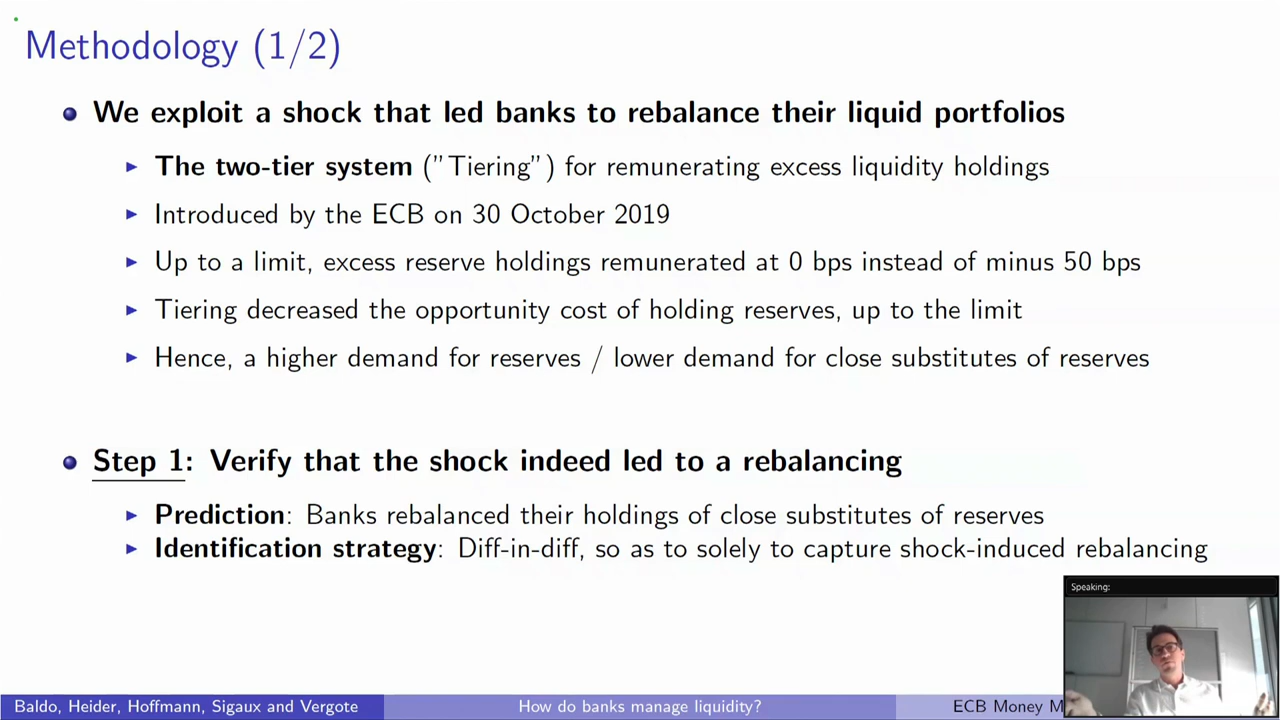 Methodology (1/2)
We exploit a shock that led banks to rebalance their liquid portfolios
The two-tier system ("Tiering") for remunerating excess liquidity holdings
Introduced by the ECB on 30 October 2019
Up to a limit, excess reserve holdings remunerated at 0 bps instead of minus 50 bps
Tiering decreased the opportunity cost of holding reserves, up to the limit
Hence, a higher demand for reserves / lower demand for close substitutes of reserves
Step 1: Verify that the shock indeed led to a rebalancing
Prediction: Banks rebalanced their holdings of close substitutes of reserves
Identification strategy: Diff-in-diff, so as to solely to capture shock-induced rebalancing
Speaking:
Baldo, Heider, Hoffmann, Sigaux and Vergote
How do banks manage liquidity?
ECB Money M